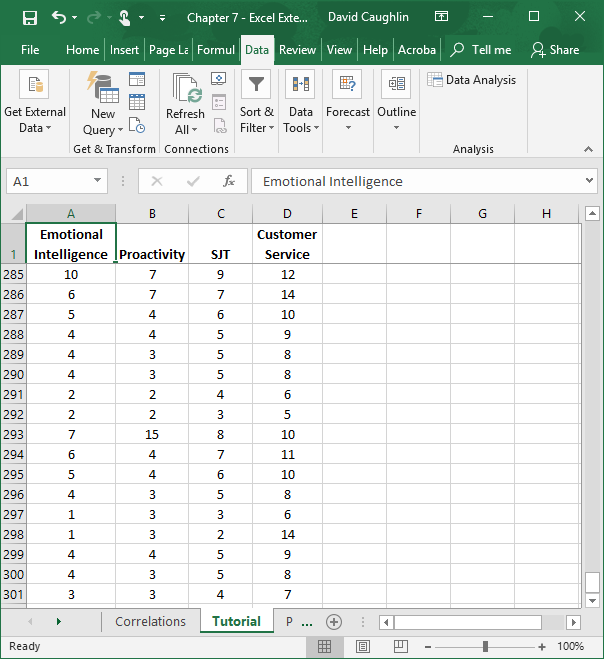 Chapter 7 - Excel Exte... David Caughlin
File Home Insert Page La Formul Data Review View Help Acroba Tell me Share
Get External Data
New Query
Get & Transform
Refresh All
Connections
Sort & Filter
Data Tools
Forecast
Outline
Data Analysis
Analysis
A1 fx Emotional Intelligence
A B C D E F G H
1 Emotional Intelligence Proactivity SJT Customer Service
285 10 7 9 12
286 6 7 7 14
287 5 4 6 10
288 4 4 5 9
289 4 3 5 8
290 4 3 5 8
291 2 2 4 6
292 2 2 3 5
293 7 15 8 10
294 6 4 7 11
295 5 4 6 10
296 4 3 5 8
297 1 3 3 6
298 1 3 2 14
299 4 4 5 9
300 4 3 5 8
301 3 3 4 7
Correlations Tutorial P ...
Ready 100%